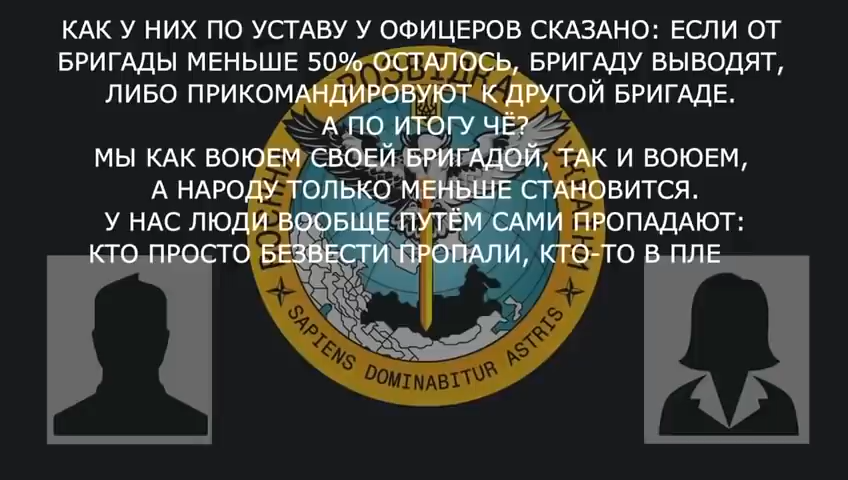 КАК У НИХ ПО УСТАВУ У ОФИЦЕРОВ СКАЗАНО: ЕСЛИ ОТ
БРИГАДЫ МЕНЬШЕ 50% ОСТАЛОСЬ, БРИГАДУ ВЫВОДЯТ,
ЛИБО ПРИКОМАНДИРОВУЮТ К ДРУГОЙ БРИГАДЕ.
А ПО ИТОГУ ЧЁ?
МЫ КАК ВОЮЕМ СВОЕЙ БРИГАДОЙ, ТАК И ВОЮЕМ,
А НАРОДУ ТОЛЬКО МЕНЬШЕ СТАНОВИТСЯ.
У НАС ЛЮДИ ВООБЩЕ ПУТЁМ САМИ ПРОПАДАЮТ:
КТО ПРОСТО БЕЗВЕСТИ ПРОПАЛИ, КТО-ТО В ПЛЕ
РОЗВІДКА
SAPIENS DOMINABITUR ASTRIS